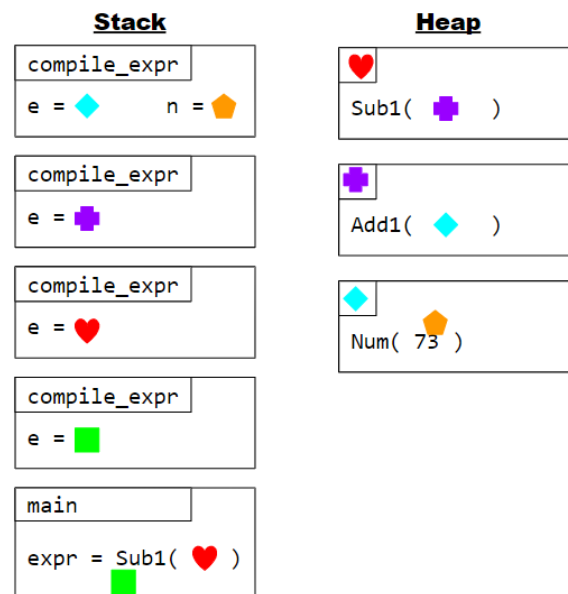 Stack
compile_expr
e = n =
compile_expr
e =
compile_expr
e =
compile_expr
e =
main
expr = Sub1( )
Heap
Sub1( )
Add1( )
Num( 73 )